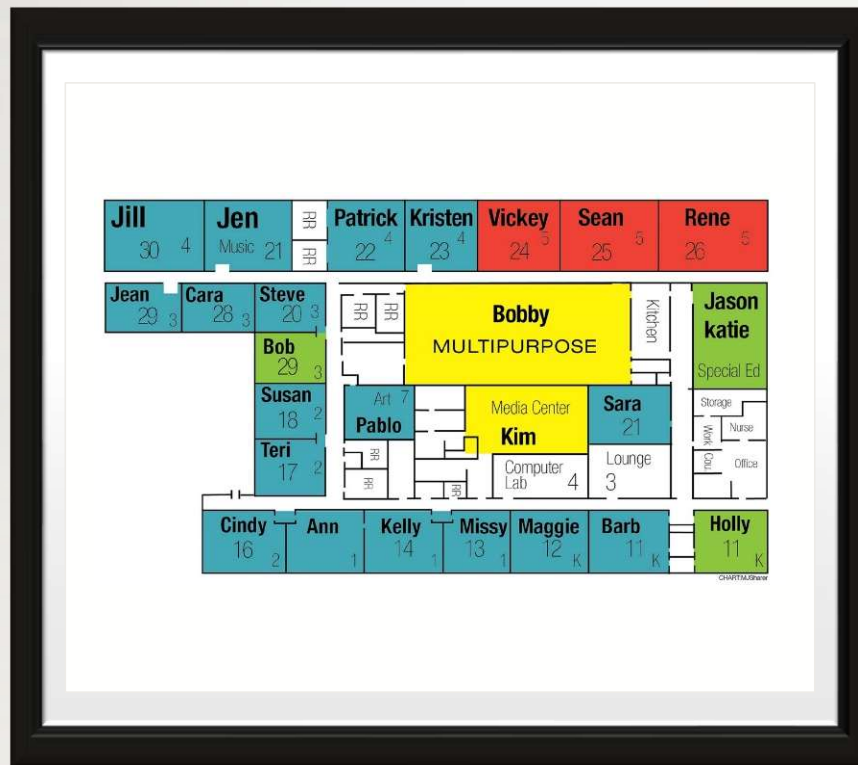 Jill
30 4
Jen
Music 21
RR
RR
Patrick
22 4
Kristen
23 4
Vickey
24 5
Sean
25 5
Rene
26 5
Jean
29 3
Cara
28 3
Steve
20 3
Bob
29 3
Susan
18 2
Teri
17 2
RR
RR
Bobby
MULTIPURPOSE
Kitchen
Jason
katie
Special Ed
Art 7
Pablo
Media Center
Kim
Sara
21
Storage
Work
Nurse
Cou.
Office
RR
RR
RR
Computer
Lab 4
Lounge
3
Cindy
16 2
Ann
1
Kelly
14 1
Missy
13 1
Maggie
12 K
Barb
11 K
Holly
11 K
CHART:MJSharer